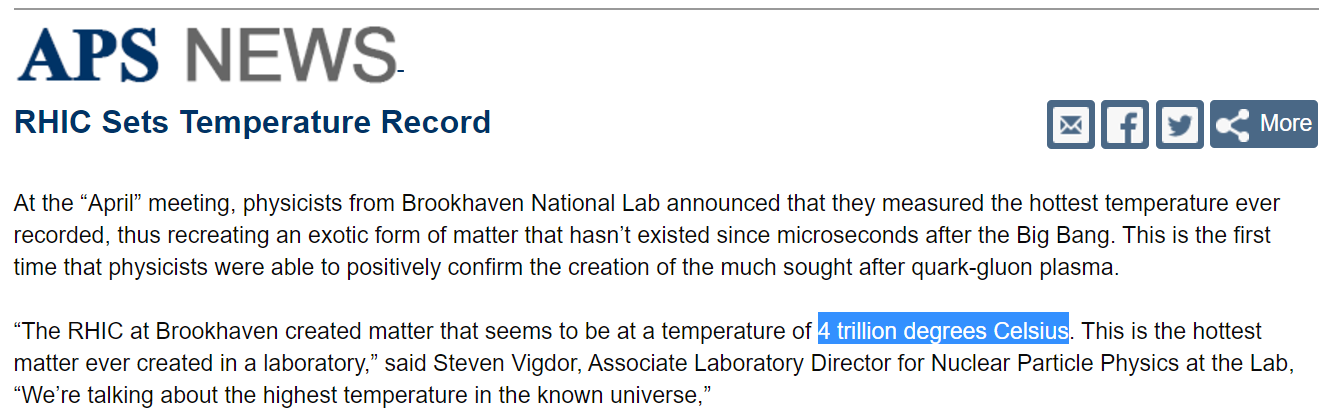 APS NEWS
RHIC Sets Temperature Record
More
At the “April” meeting, physicists from Brookhaven National Lab announced that they measured the hottest temperature ever
recorded, thus recreating an exotic form of matter that hasn’t existed since microseconds after the Big Bang. This is the first
time that physicists were able to positively confirm the creation of the much sought after quark-gluon plasma.
“The RHIC at Brookhaven created matter that seems to be at a temperature of 4 trillion degrees Celsius. This is the hottest
matter ever created in a laboratory,” said Steven Vigdor, Associate Laboratory Director for Nuclear Particle Physics at the Lab,
“We’re talking about the highest temperature in the known universe,”